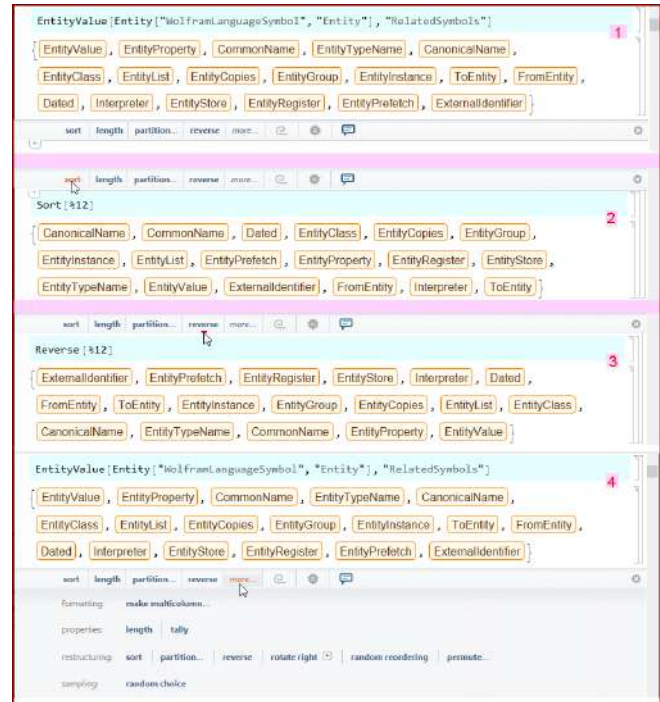 EntityValue[Entity["WolframLanguageSymbol", "Entity"], "RelatedSymbols"]
1
{EntityValue, EntityProperty, CommonName, EntityTypeName, CanonicalName,
EntityClass, EntityList, EntityCopies, EntityGroup, EntityInstance, ToEntity, FromEntity,
Dated, Interpreter, EntityStore, EntityRegister, EntityPrefetch, ExternalIdentifier}
sort length partition... reverse more...
sort length partition... reverse more...
Sort[%12]
2
{CanonicalName, CommonName, Dated, EntityClass, EntityCopies, EntityGroup,
EntityInstance, EntityList, EntityPrefetch, EntityProperty, EntityRegister, EntityStore,
EntityTypeName, EntityValue, ExternalIdentifier, FromEntity, Interpreter, ToEntity}
sort length partition... reverse more...
Reverse[%12]
3
{ExternalIdentifier, EntityPrefetch, EntityRegister, EntityStore, Interpreter, Dated,
FromEntity, ToEntity, EntityInstance, EntityGroup, EntityCopies, EntityList, EntityClass,
CanonicalName, EntityTypeName, CommonName, EntityProperty, EntityValue}
EntityValue[Entity["WolframLanguageSymbol", "Entity"], "RelatedSymbols"]
4
{EntityValue, EntityProperty, CommonName, EntityTypeName, CanonicalName,
EntityClass, EntityList, EntityCopies, EntityGroup, EntityInstance, ToEntity, FromEntity,
Dated, Interpreter, EntityStore, EntityRegister, EntityPrefetch, ExternalIdentifier}
sort length partition... reverse more...
formatting: make multicolumn...
properties: length tally
restructuring: sort partition... reverse rotate right random reordering permute...
sampling: random choice